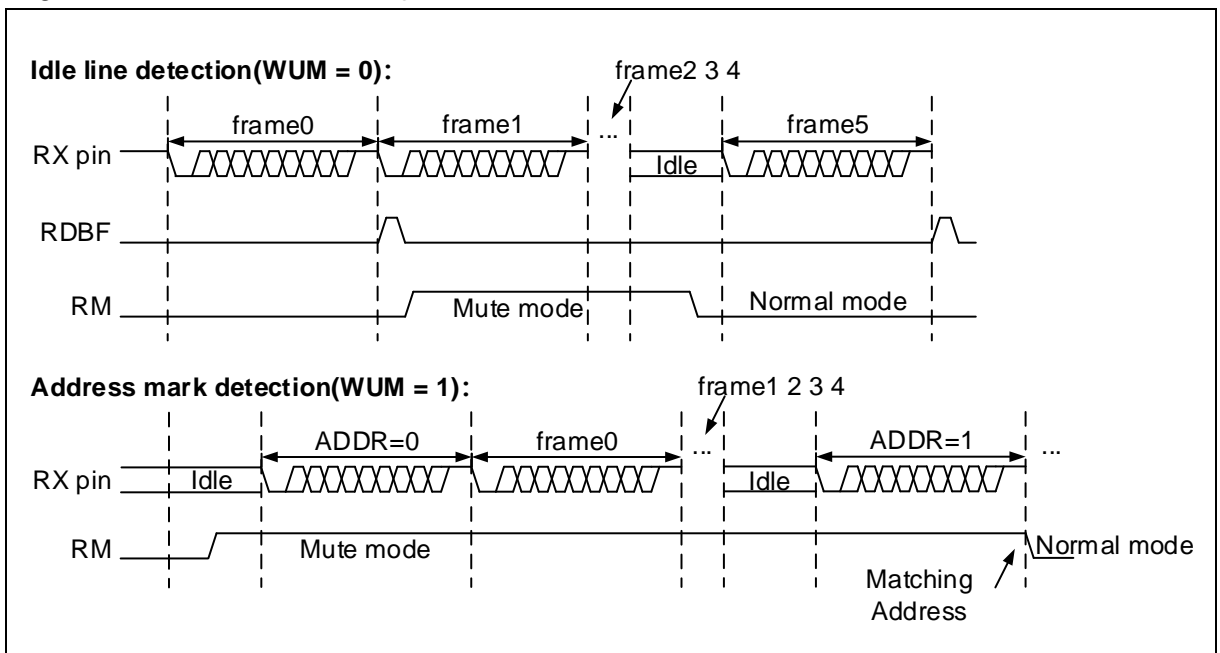 Idle line detection(WUM = 0):
frame2 3 4
frame0
frame1
...
frame5
RX pin
Idle
RDBF
RM
Mute mode
Normal mode
Address mark detection(WUM = 1):
frame1 2 3 4
ADDR=0
frame0
...
ADDR=1
...
RX pin
Idle
Idle
RM
Mute mode
Normal mode
Matching
Address